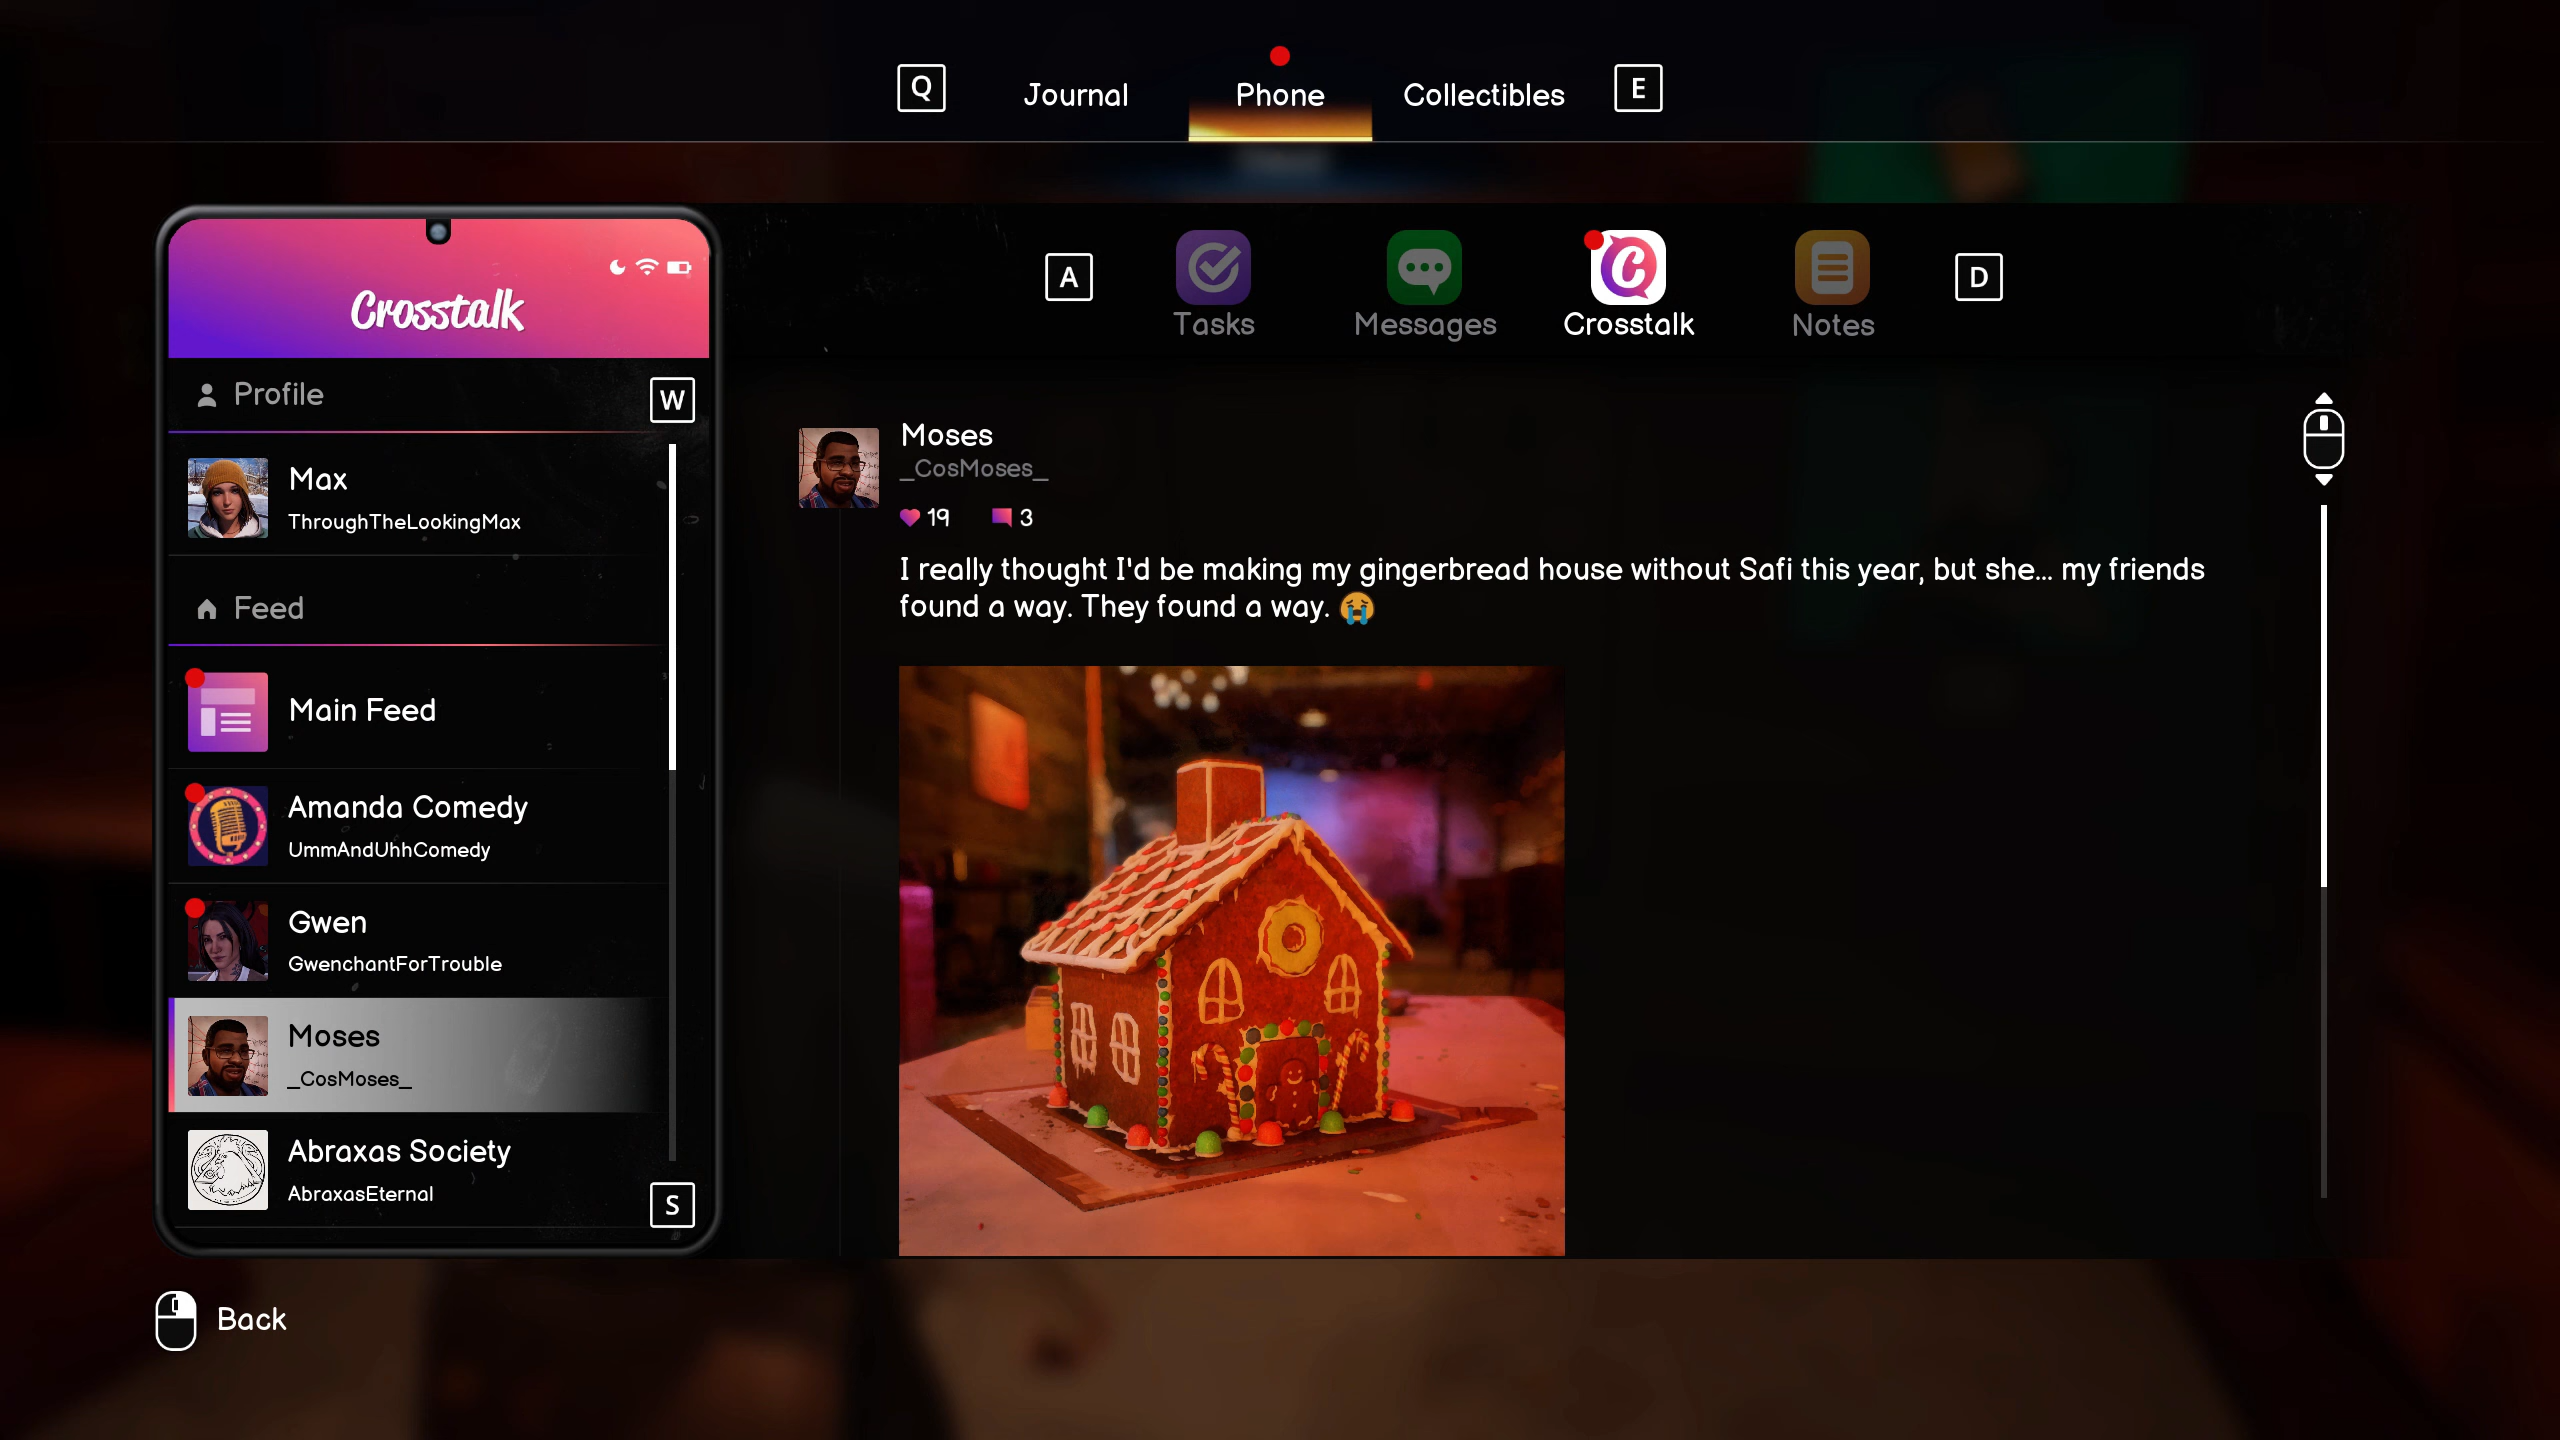 Q
Journal
Phone
Collectibles
E
Crosstalk
A
Tasks
Messages
Crosstalk
Notes
D
Profile
W
Max
ThroughTheLookingMax
Feed
Main Feed
Amanda Comedy
UmmAndUhhComedy
Gwen
GwenchantForTrouble
Moses
_CosMoses_
Abraxas Society
AbraxasEternal
S
Moses
_CosMoses_
19
3
I really thought I'd be making my gingerbread house without Safi this year, but she... my friends
found a way. They found a way. 😭
Back